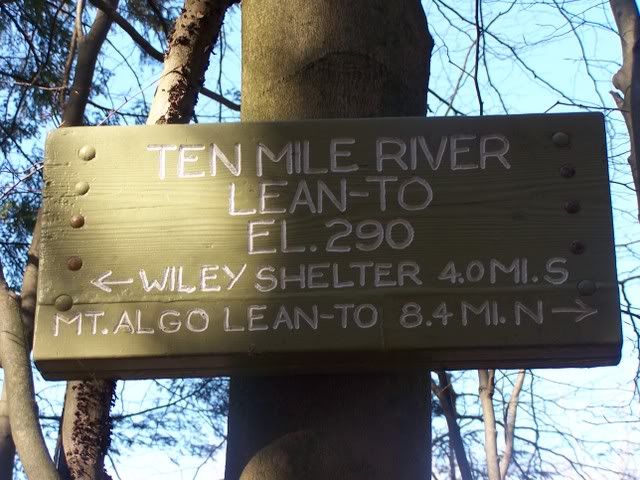 TEN MILE RIVER
LEAN-TO
EL. 290
← WILEY SHELTER 4.0 MI. S
MT. ALGO LEAN-TO 8.4 MI. N →